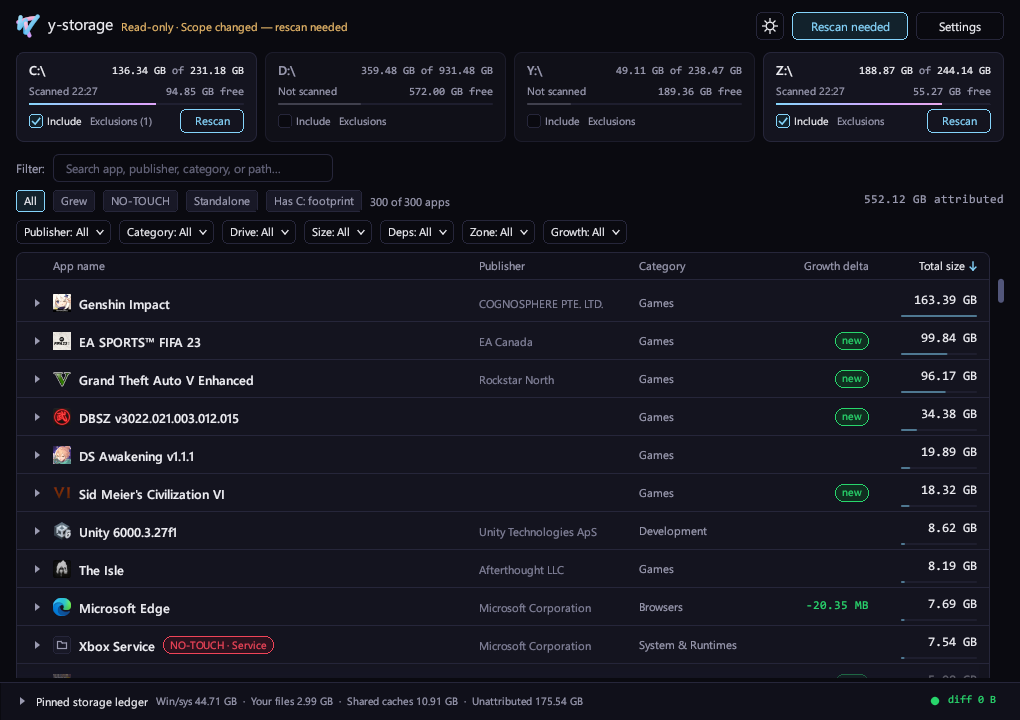 y-storage Read-only · Scope changed — rescan needed Rescan needed Settings
C:\ 136.34 GB of 231.18 GB
Scanned 22:27 94.85 GB free
Include Exclusions (1) Rescan
D:\ 359.48 GB of 931.48 GB
Not scanned 572.00 GB free
Include Exclusions
Y:\ 49.11 GB of 238.47 GB
Not scanned 189.36 GB free
Include Exclusions
Z:\ 188.87 GB of 244.14 GB
Scanned 22:27 55.27 GB free
Include Exclusions Rescan
Filter: Search app, publisher, category, or path...
All Grew NO-TOUCH Standalone Has C: footprint 300 of 300 apps 552.12 GB attributed
Publisher: All Category: All Drive: All Size: All Deps: All Zone: All Growth: All
App name Publisher Category Growth delta Total size ↓
Genshin Impact COGNOSPHERE PTE. LTD. Games 163.39 GB
EA SPORTS™ FIFA 23 EA Canada Games new 99.84 GB
Grand Theft Auto V Enhanced Rockstar North Games new 96.17 GB
DBSZ v3022.021.003.012.015 Games new 34.38 GB
DS Awakening v1.1.1 Games 19.89 GB
VI Sid Meier's Civilization VI Games new 18.32 GB
Unity 6000.3.27f1 Unity Technologies ApS Development 8.62 GB
The Isle Afterthought LLC Games 8.19 GB
Microsoft Edge Microsoft Corporation Browsers -20.35 MB 7.69 GB
Xbox Service NO-TOUCH · Service Microsoft Corporation System & Runtimes 7.54 GB
Pinned storage ledger Win/sys 44.71 GB · Your files 2.99 GB · Shared caches 10.91 GB · Unattributed 175.54 GB diff 0 B